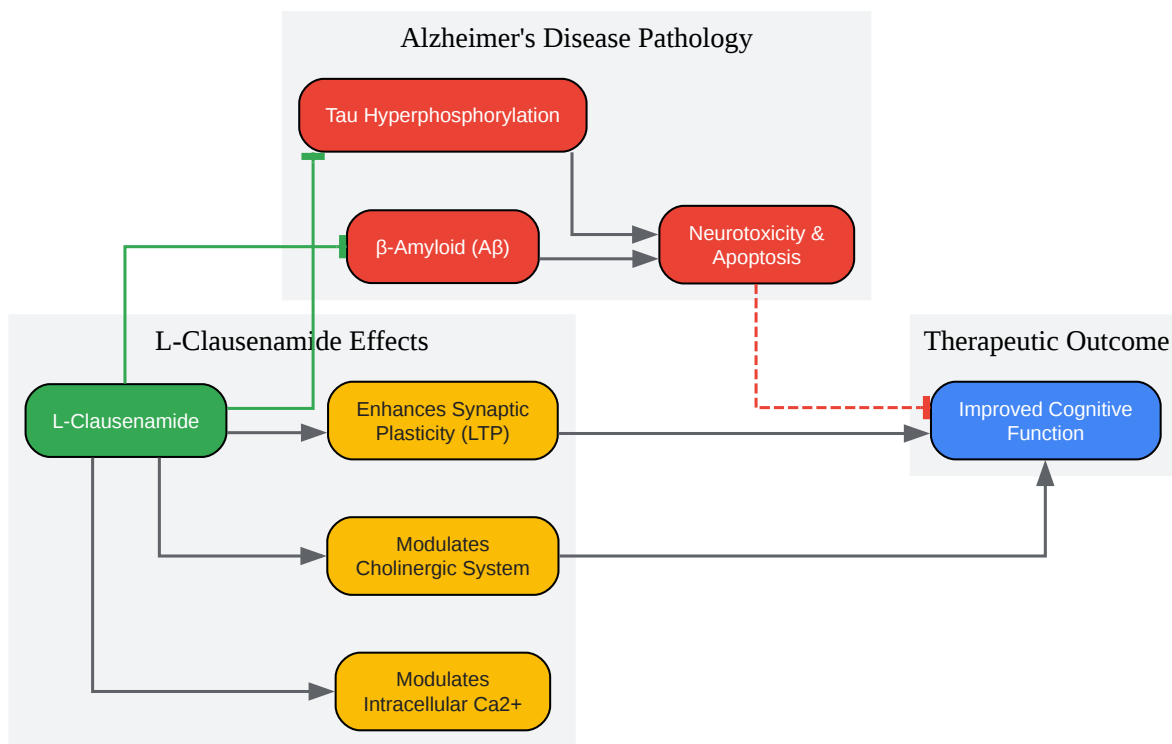 Alzheimer's Disease Pathology
Tau Hyperphosphorylation
β-Amyloid (Aβ)
Neurotoxicity &
Apoptosis
L-Clausenamide Effects
L-Clausenamide
Enhances Synaptic
Plasticity (LTP)
Modulates
Cholinergic System
Modulates
Intracellular Ca2+
Therapeutic Outcome
Improved Cognitive
Function